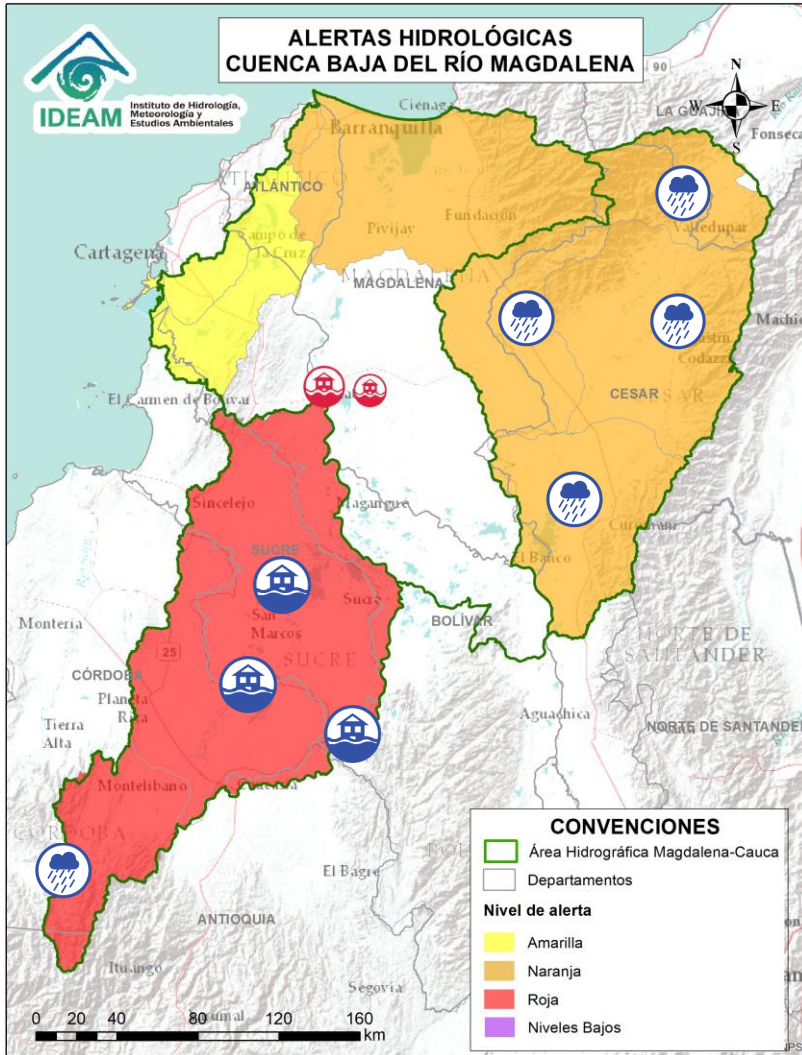 ALERTAS HIDROLÓGICAS
CUENCA BAJA DEL RÍO MAGDALENA
IDEAM
Instituto de Hidrología,
Meteorología y
Estudios Ambientales
90
N
W E
S
Ciénaga
LA GUAJIRA
Fonseca
Barranquilla
ATLÁNTICO
Valledupar
Fundación
Pivijay
Campo de
la Cruz
Cartagena
MAGDALENA
MAGDALENA
Codazzi
El Carmen de Bolívar
CESAR
Sincelejo
Magangué
El Banco
SUCRE
Sucre
San
Marcos
BOLÍVAR
Montería
SUCRE
NORTE DE
SANTANDER
25
CÓRDOBA
Planeta
Rica
Tierra
Alta
Aguachica
NORTE DE SANTANDER
Montelíbano
CÓRDOBA
El Bagre
ANTIOQUIA
Ituango
Segovia
CONVENCIONES
Área Hidrográfica Magdalena-Cauca
Departamentos
Nivel de alerta
Amarilla
Naranja
Roja
Niveles Bajos
0 20 40 80 120 160
km